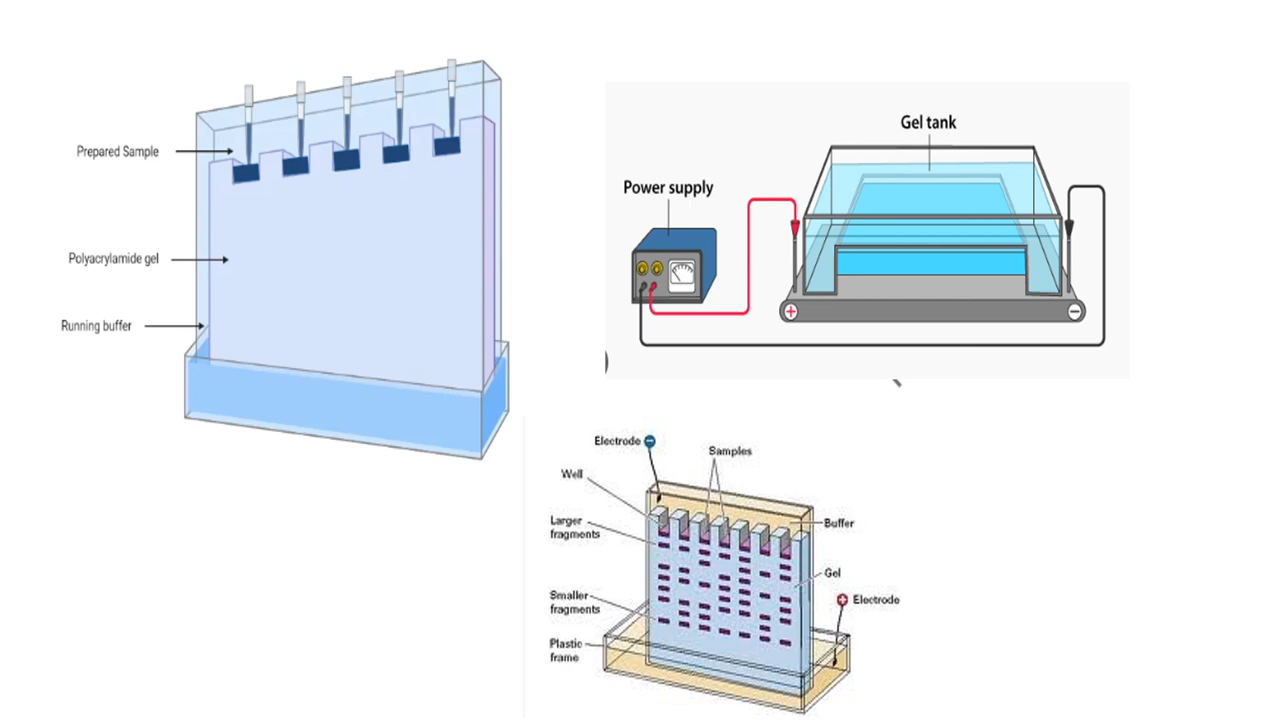 Prepared Sample
Polyacrylamide gel
Running buffer
Gel tank
Power supply
+
−
)
Electrode −
Samples
Well
Larger
fragments
Buffer
Gel
Smaller
fragments
+ Electrode
Plastic
frame